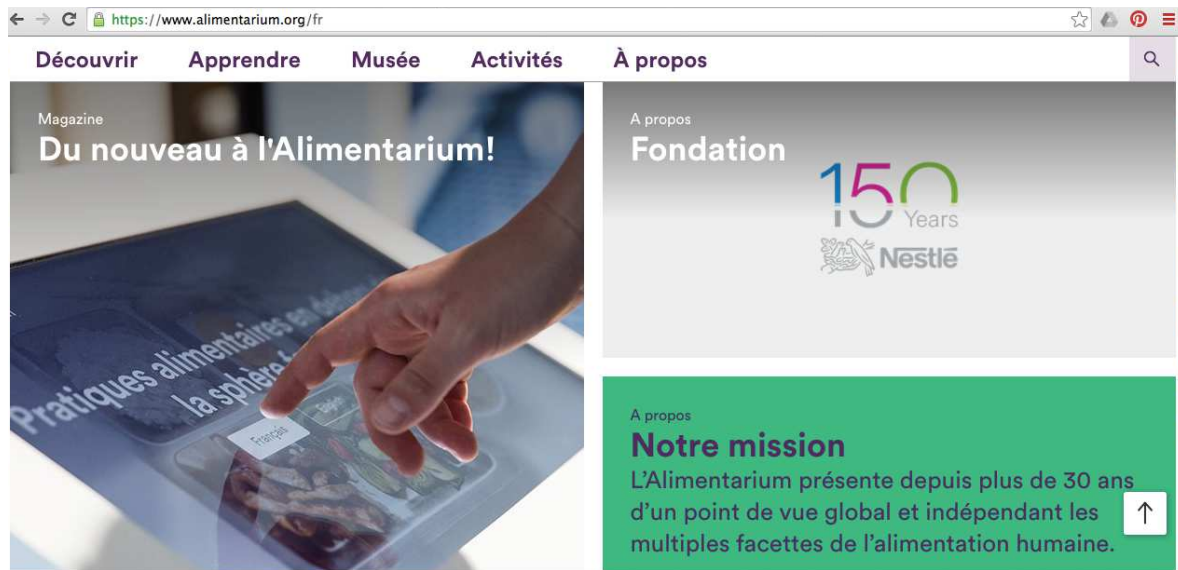 https://www.alimentarium.org/fr
Découvrir Apprendre Musée Activités À propos
Magazine
Du nouveau à l'Alimentarium!
Pratiques alimentaires en
la sphère
Français
English
A propos
Fondation
150
Years
Nestlé
A propos
Notre mission
L'Alimentarium présente depuis plus de 30 ans
d'un point de vue global et indépendant les
multiples facettes de l'alimentation humaine.